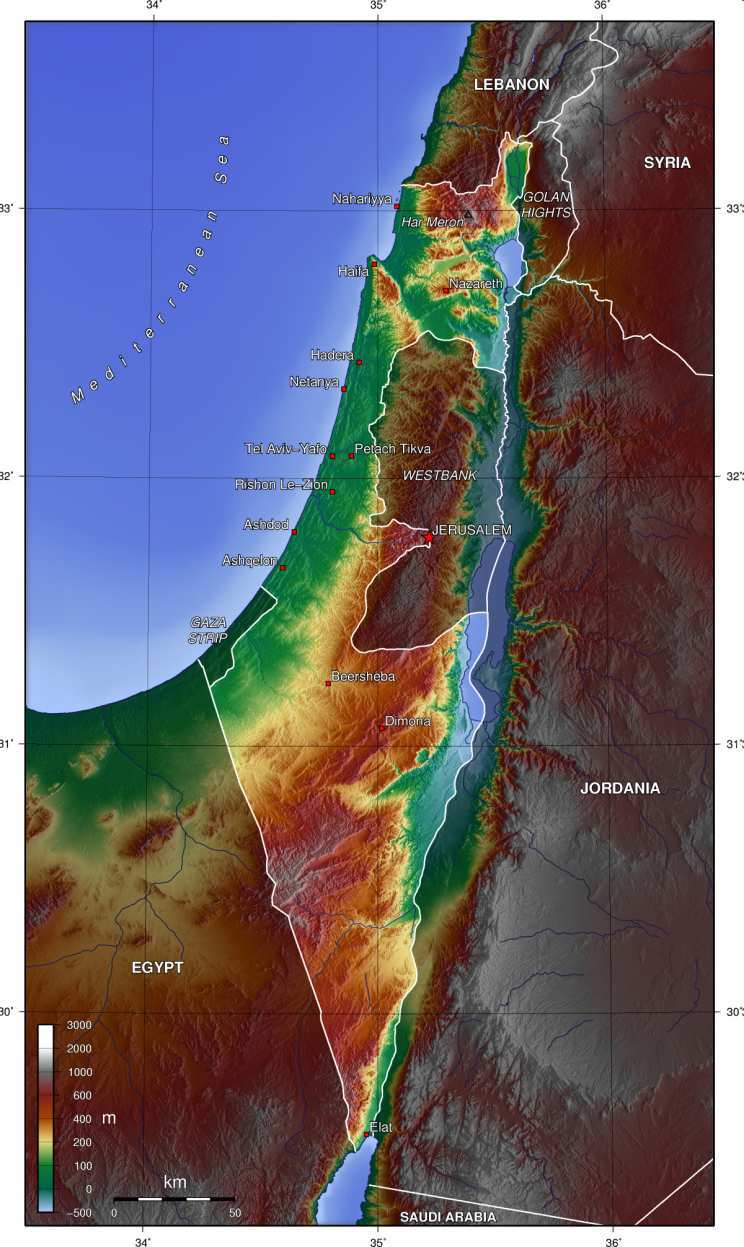 34°
35°
36°
LEBANON
SYRIA
Mediterranean Sea
Nahariyya
33°
GOLAN
HIGHTS
Har Meron
Haifa
Nazareth
Hadera
Netanya
Tel Aviv-Yafo
Petach Tikva
32°
32°
WESTBANK
Rishon Le-Zion
Ashdod
JERUSALEM
Ashqelon
GAZA
STRIP
Beersheba
Dimona
31°
31°
JORDANIA
EGYPT
30°
30°
3000
2000
1000
600
400
200
100
0
-500
m
Elat
km
0
50
SAUDI ARABIA
34°
35°
36°